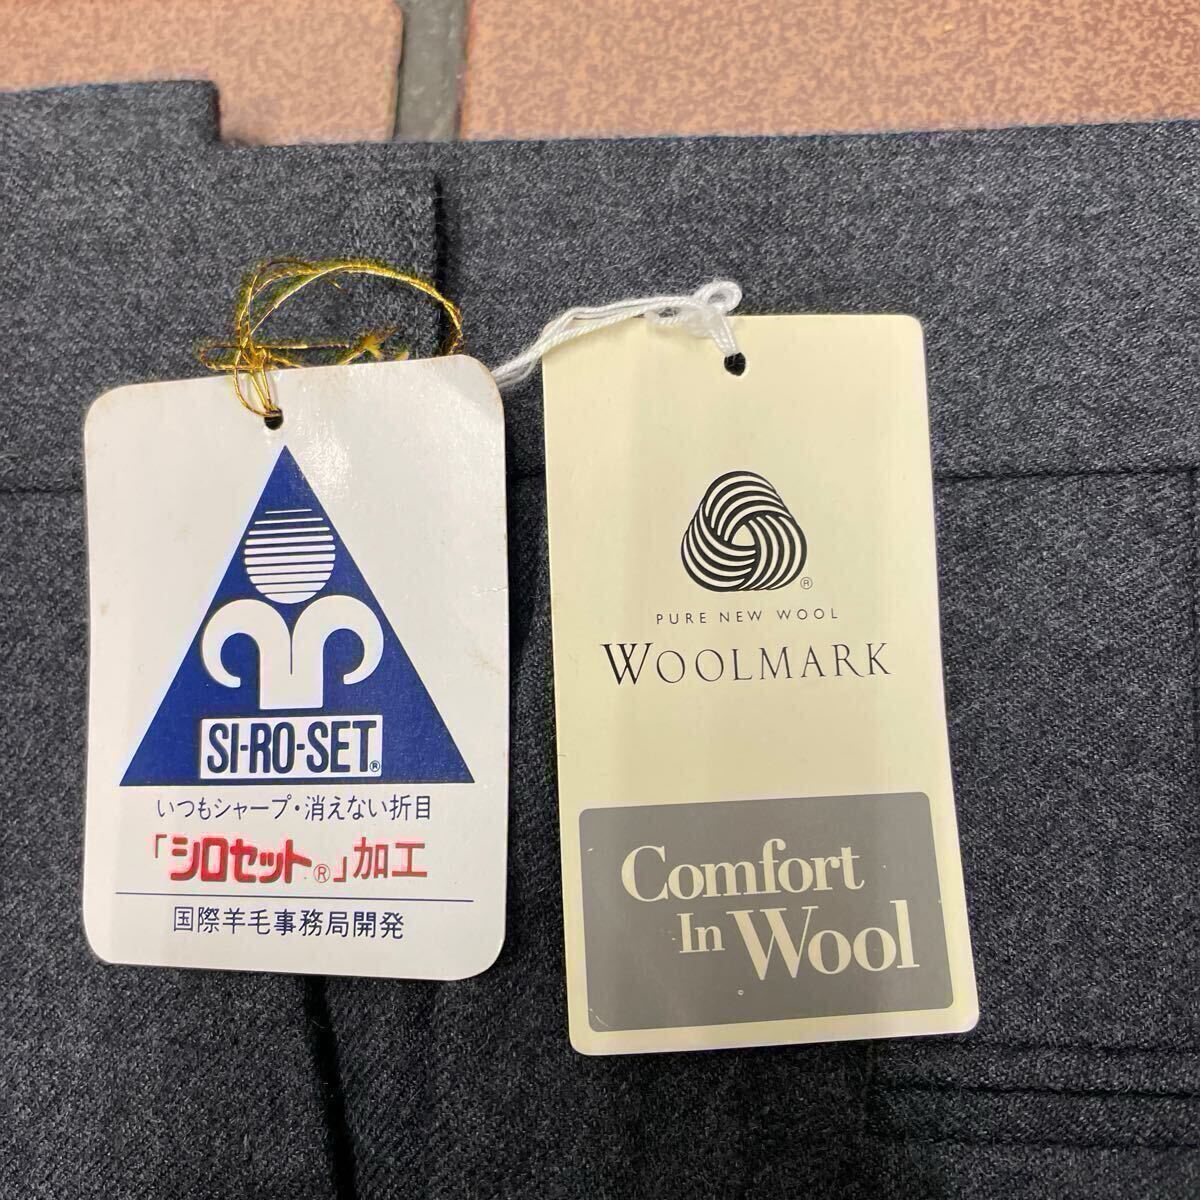 SI-RO-SET®
いつもシャープ・消えない折目
「シロセット®」加工
国際羊毛事務局開発
®
PURE NEW WOOL
WOOLMARK
Comfort
In Wool